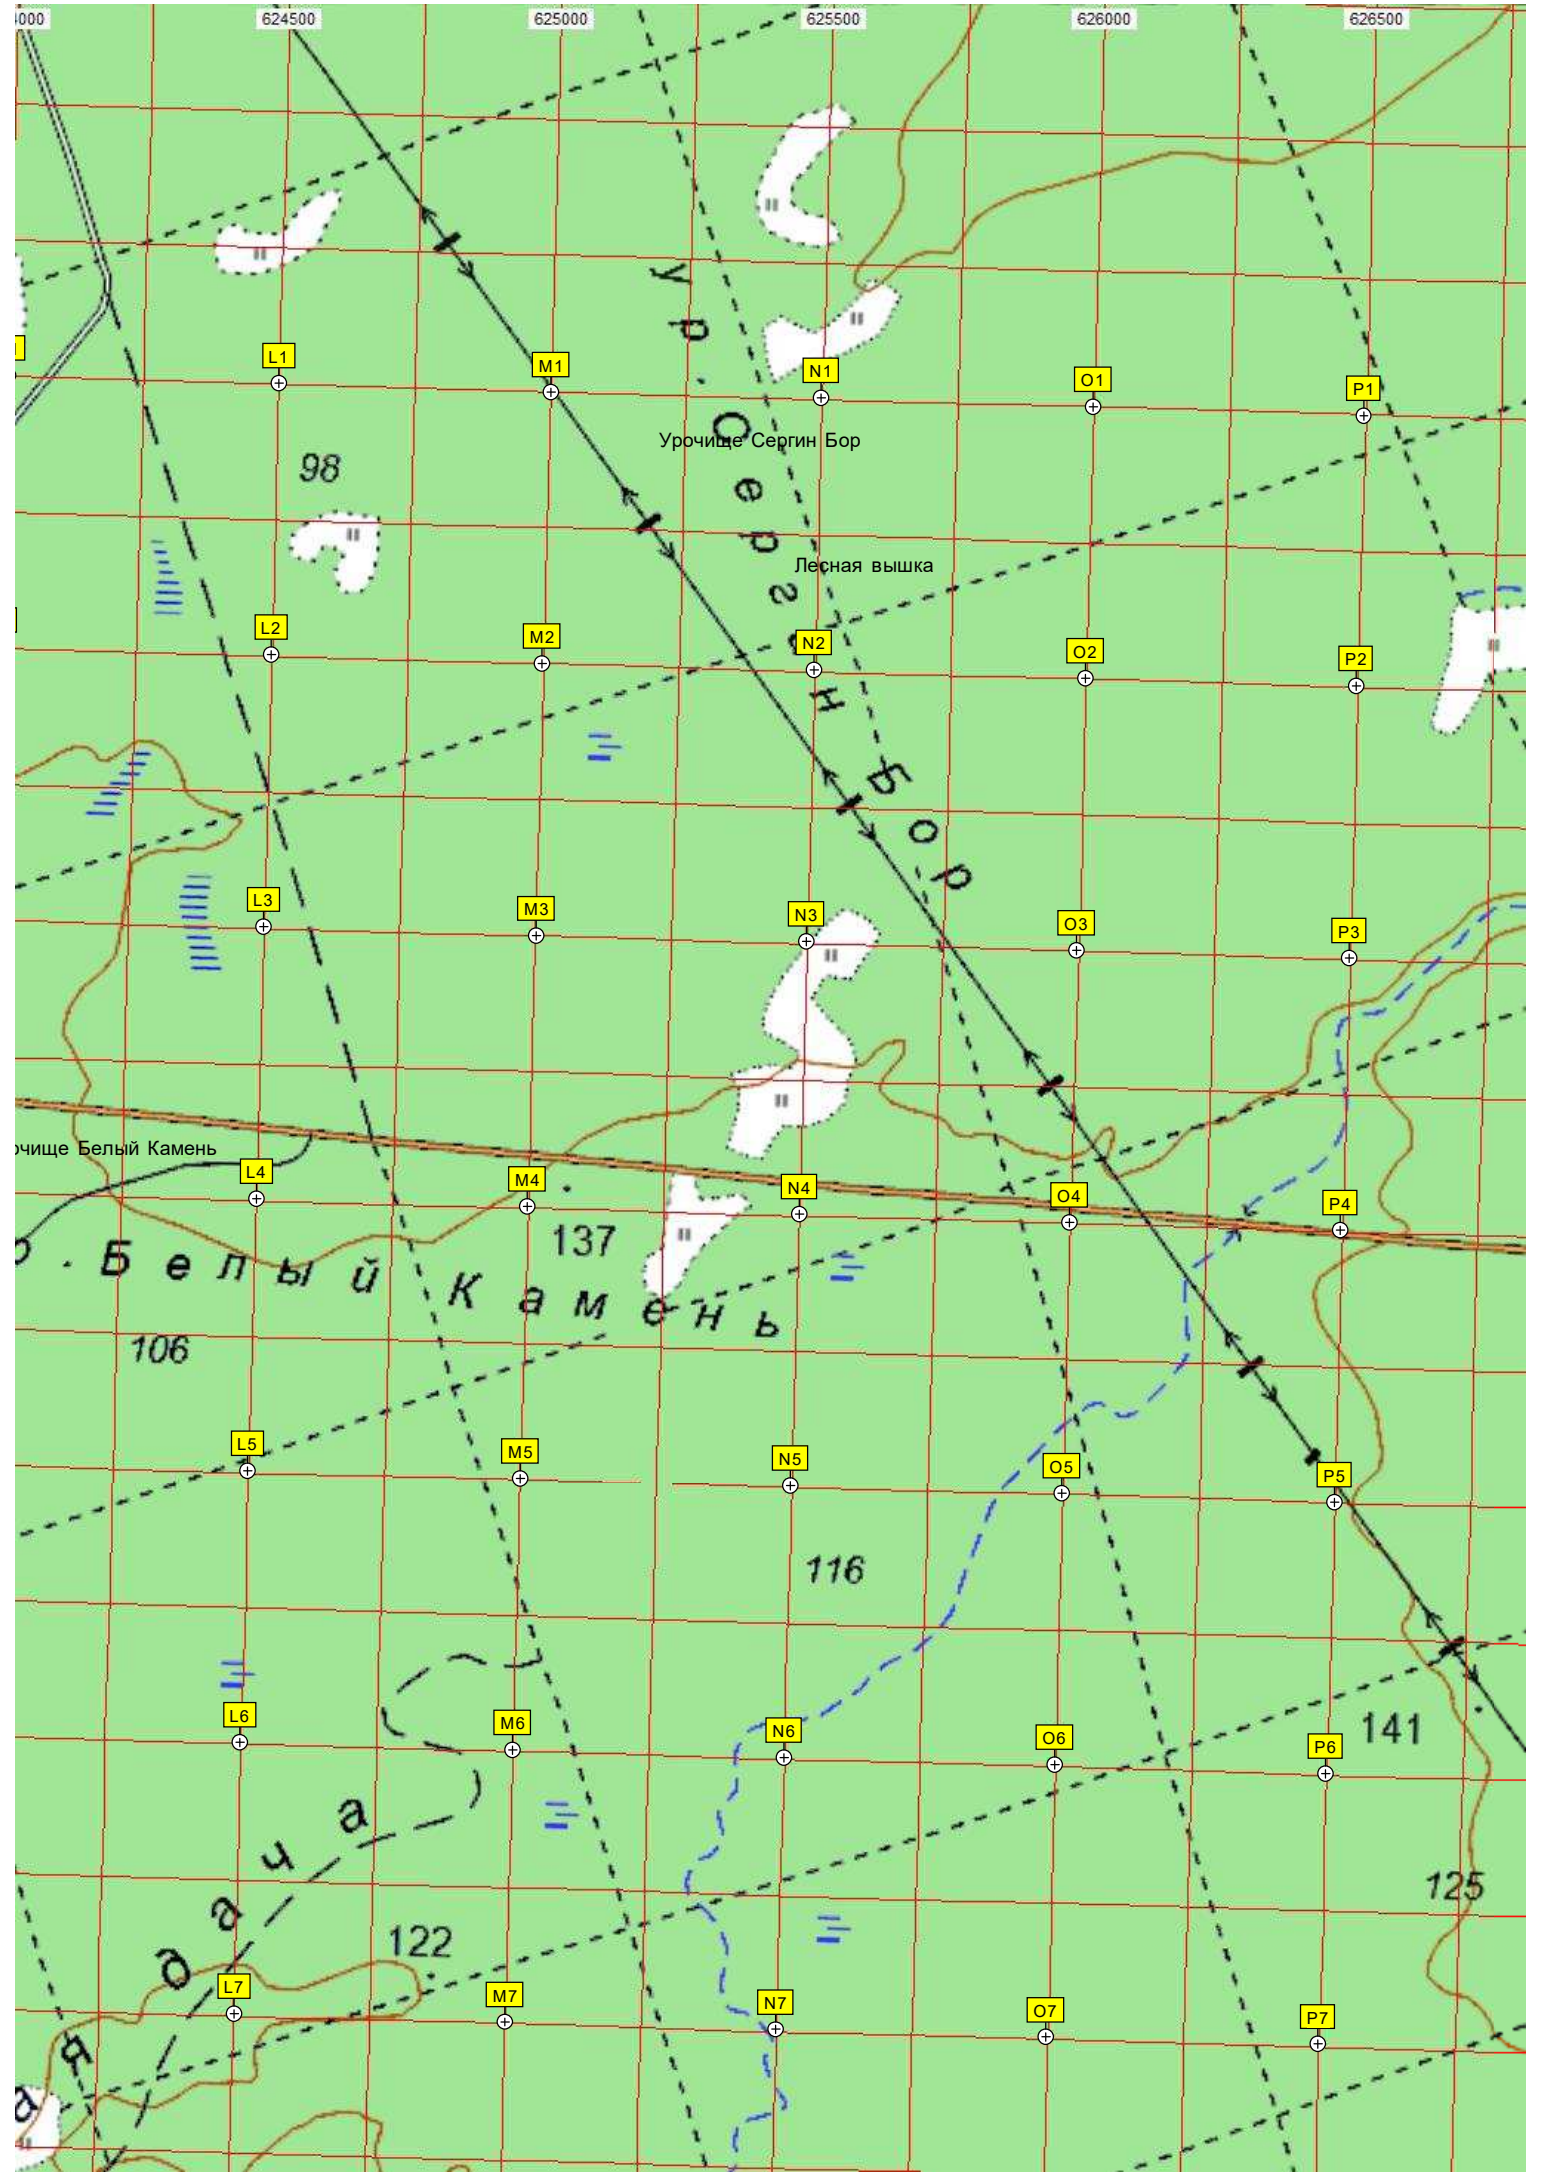 624500 625000 625500 626000 626500
L1 M1 N1 O1 P1
ур. Сергин Бор
Урочище Сергин Бор
98
Лесная вышка
L2 M2 N2 O2 P2
L3 M3 N3 O3 P3
Белый Камень
L4 M4 N4 O4 P4
137
. Белый Камень
106
L5 M5 N5 O5 P5
116
L6 M6 N6 O6 P6
141
125
122
L7 M7 N7 O7 P7
ая дача